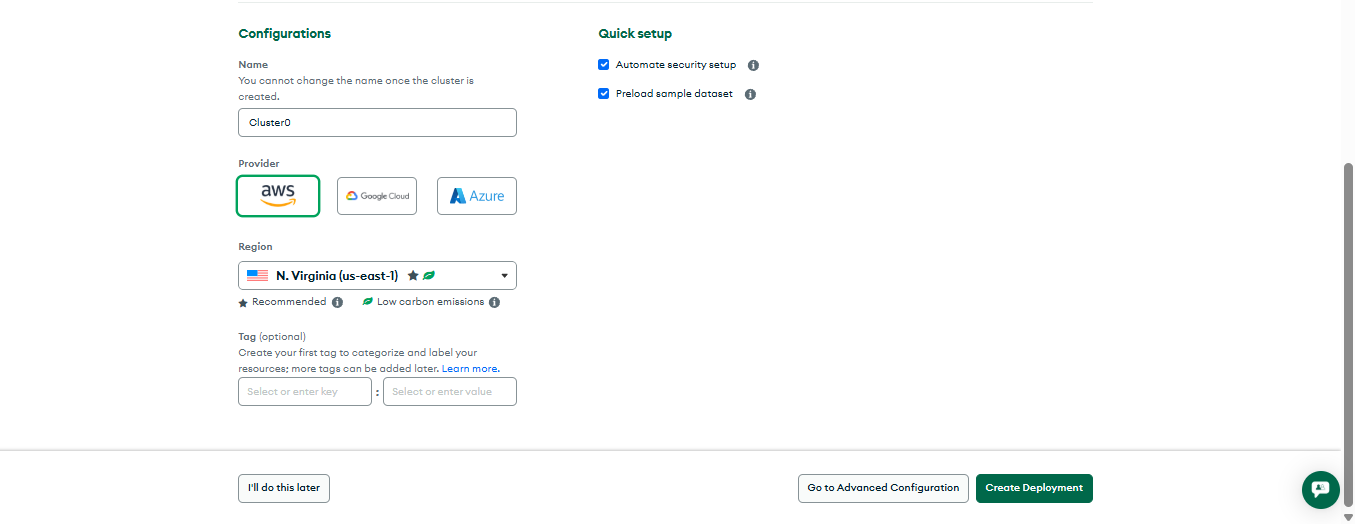 Configurations
Name
You cannot change the name once the cluster is
created.
Cluster0
Provider
aws
Google Cloud
Azure
Region
N. Virginia (us-east-1)
Recommended
Low carbon emissions
Tag (optional)
Create your first tag to categorize and label your
resources; more tags can be added later. Learn more.
Select or enter key : Select or enter value
Quick setup
Automate security setup
Preload sample dataset
I'll do this later
Go to Advanced Configuration
Create Deployment